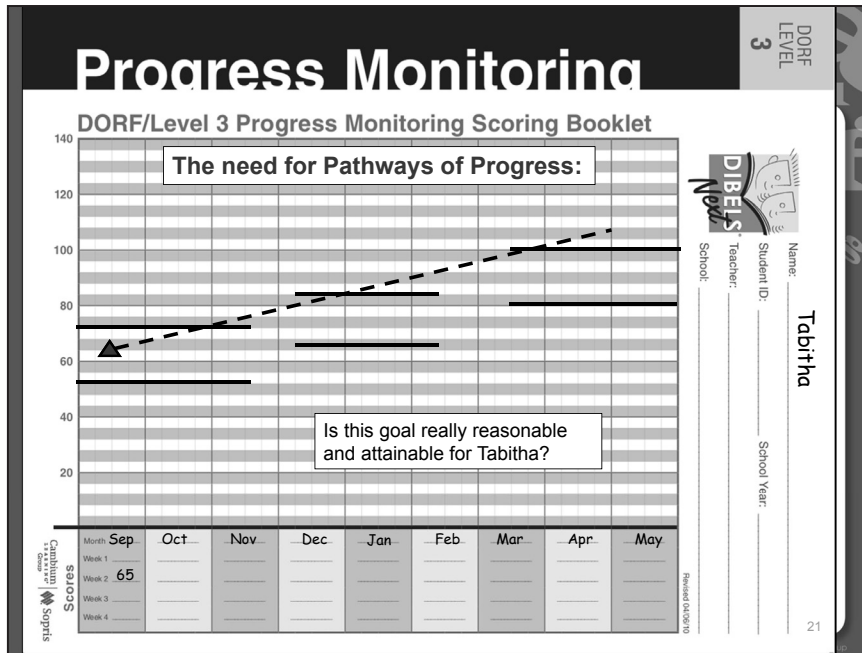 Progress Monitoring
DORF
LEVEL
3
DORF/Level 3 Progress Monitoring Scoring Booklet
The need for Pathways of Progress:
140
120
100
80
60
40
20
Is this goal really reasonable
and attainable for Tabitha?
Scores
Month Sep Oct Nov Dec Jan Feb Mar Apr May
Week 1
Week 2 65
Week 3
Week 4
Cambium
LEARNING
Group
Sopris
DIBELS
Next
Name: Tabitha
Student ID: School Year:
Teacher:
School:
Revised 04/06/10
21